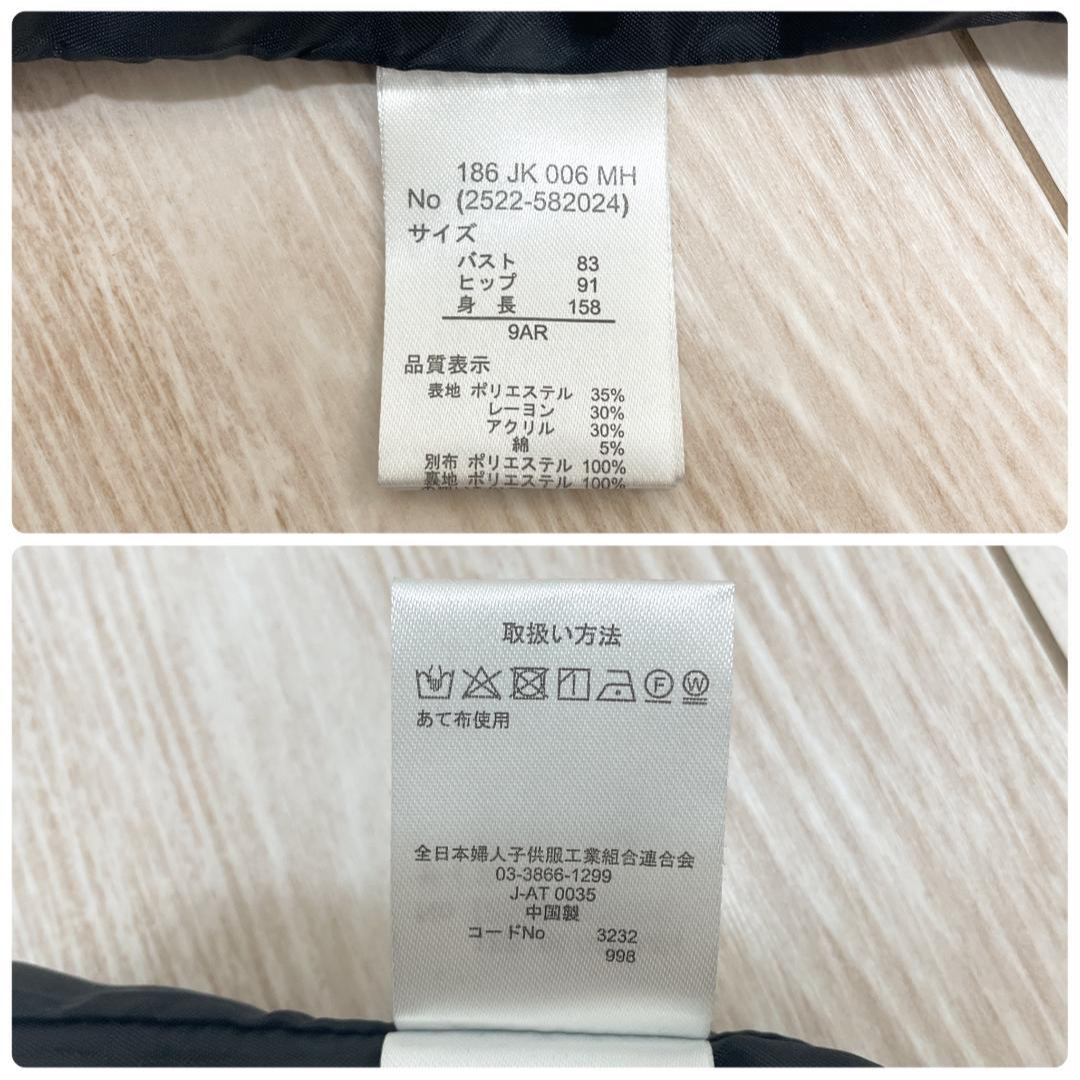 186 JK 006 MH
No (2522-582024)
サイズ
バスト 83
ヒップ 91
身 長 158
9AR
品質表示
表地 ポリエステル 35%
レーヨン 30%
アクリル 30%
綿 5%
別布 ポリエステル 100%
裏地 ポリエステル 100%
取扱い方法
1 F W
あて布使用
全日本婦人子供服工業組合連合会
03-3866-1299
J-AT 0035
中国製
コードNo 3232
998